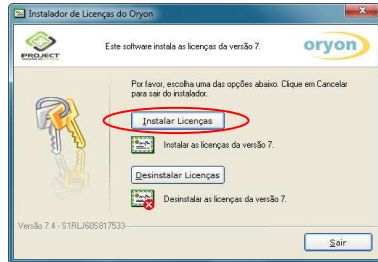 Instalador de Licenças do Oryon
PROJECT
Este software instala as licenças da versão 7.
oryon
Por favor, escolha uma das opções abaixo. Clique em Cancelar
para sair do instalador.
Instalar Licenças
Instalar as licenças da versão 7.
Desinstalar Licenças
Desinstalar as licenças da versão 7.
Versão 7.4 - S1RLJ60S817533
Sair